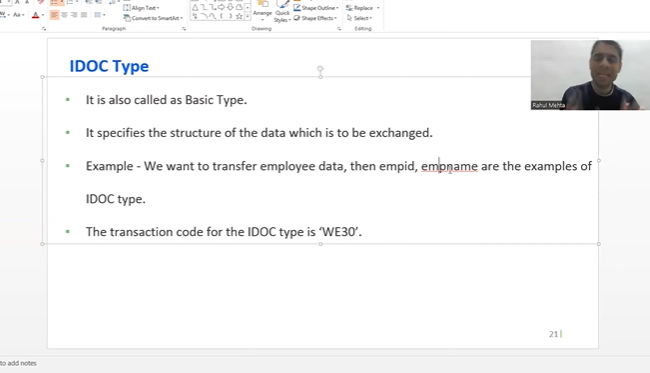 Align Text
Convert to SmartArt
Paragraph
Arrange
Quick
Styles
Shape Outline
Shape Effects
Drawing
Replace
Select
Editing
IDOC Type
It is also called as Basic Type.
It specifies the structure of the data which is to be exchanged.
Example - We want to transfer employee data, then empid, empname are the examples of
IDOC type.
The transaction code for the IDOC type is ‘WE30’.
21
Rahul Mehta
to add notes